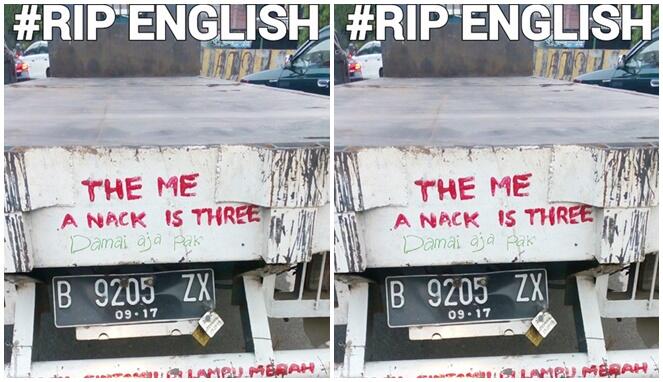 #RIP ENGLISH
THE ME
A NACK IS THREE
Damai aja Pak
B 9205 ZX
09·17
LAMPU MERAH
#RIP ENGLISH
THE ME
A NACK IS THREE
Damai aja Pak
B 9205 ZX
09·17
LAMPU MERAH